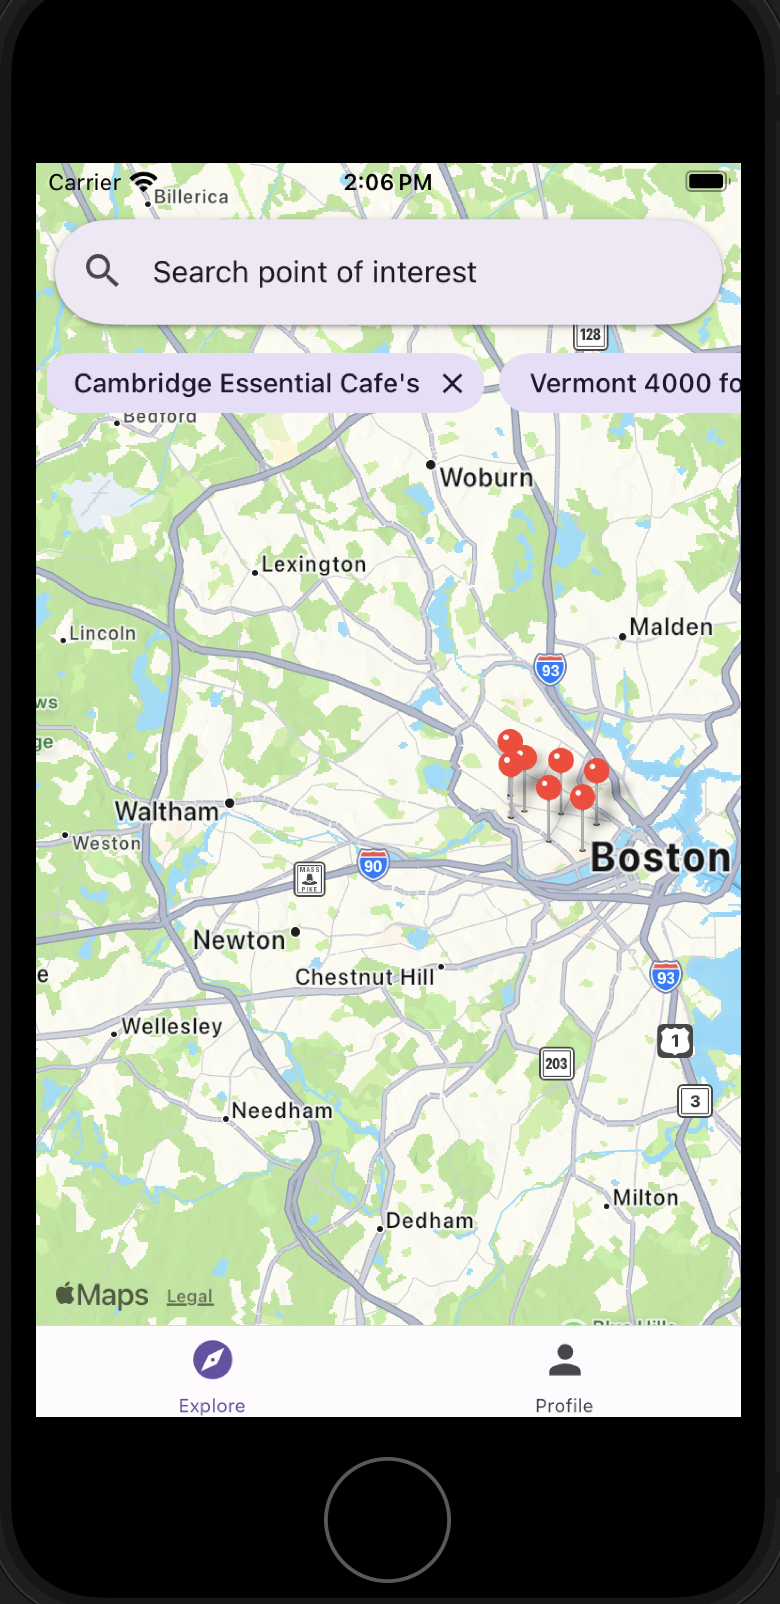 Carrier 2:06 PM
Billerica
Search point of interest
128
Cambridge Essential Cafe's Vermont 4000 fo
Bedford
Woburn
Lexington
Malden
Lincoln
93
ws
ge
Waltham
Weston
Boston
90
MASS
PIKE
Newton
e
Chestnut Hill
93
Wellesley
1
203
3
Needham
Milton
Dedham
Maps Legal
Blue Hills
Explore Profile